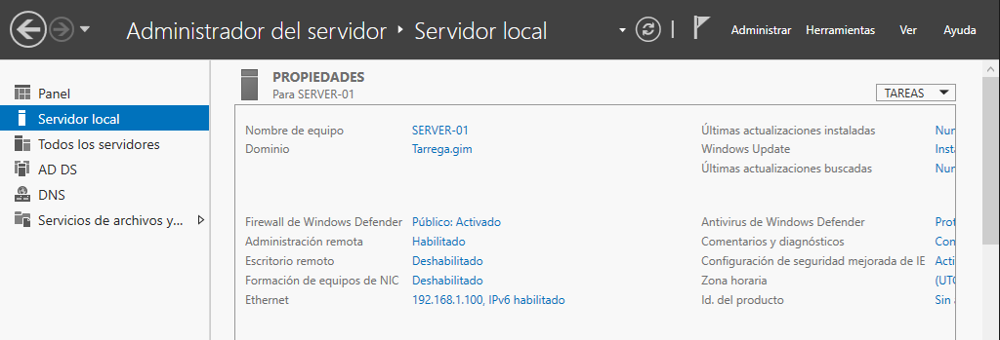 Administrador del servidor ‣ Servidor local
Administrar Herramientas Ver Ayuda
Panel
Servidor local
Todos los servidores
AD DS
DNS
Servicios de archivos y...
PROPIEDADES
Para SERVER-01
TAREAS
Nombre de equipo SERVER-01
Dominio Tarrega.gim
Últimas actualizaciones instaladas Nun
Windows Update Insta
Últimas actualizaciones buscadas Nun
Firewall de Windows Defender Público: Activado
Administración remota Habilitado
Escritorio remoto Deshabilitado
Formación de equipos de NIC Deshabilitado
Ethernet 192.168.1.100, IPv6 habilitado
Antivirus de Windows Defender Prot
Comentarios y diagnósticos Con
Configuración de seguridad mejorada de IE Acti
Zona horaria (UTC
Id. del producto Sin